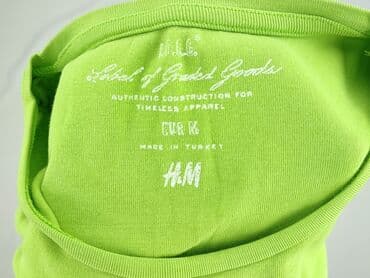 L.O.G.G.
Label of Graded Goods
AUTHENTIC CONSTRUCTION FOR
TIMELESS APPAREL
EUR M
MADE IN TURKEY
H&M